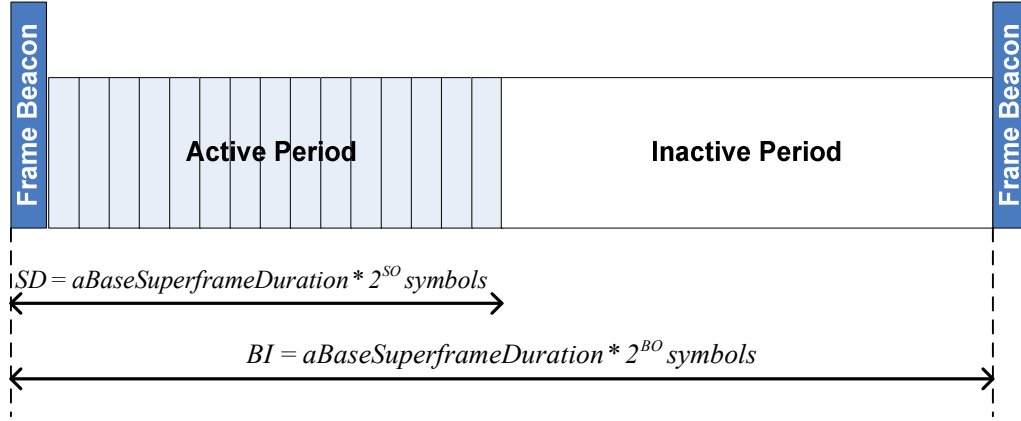 Frame Beacon
Active Period
Inactive Period
Frame Beacon
SD = aBaseSuperframeDuration * 2^SO symbols
BI = aBaseSuperframeDuration * 2^BO symbols